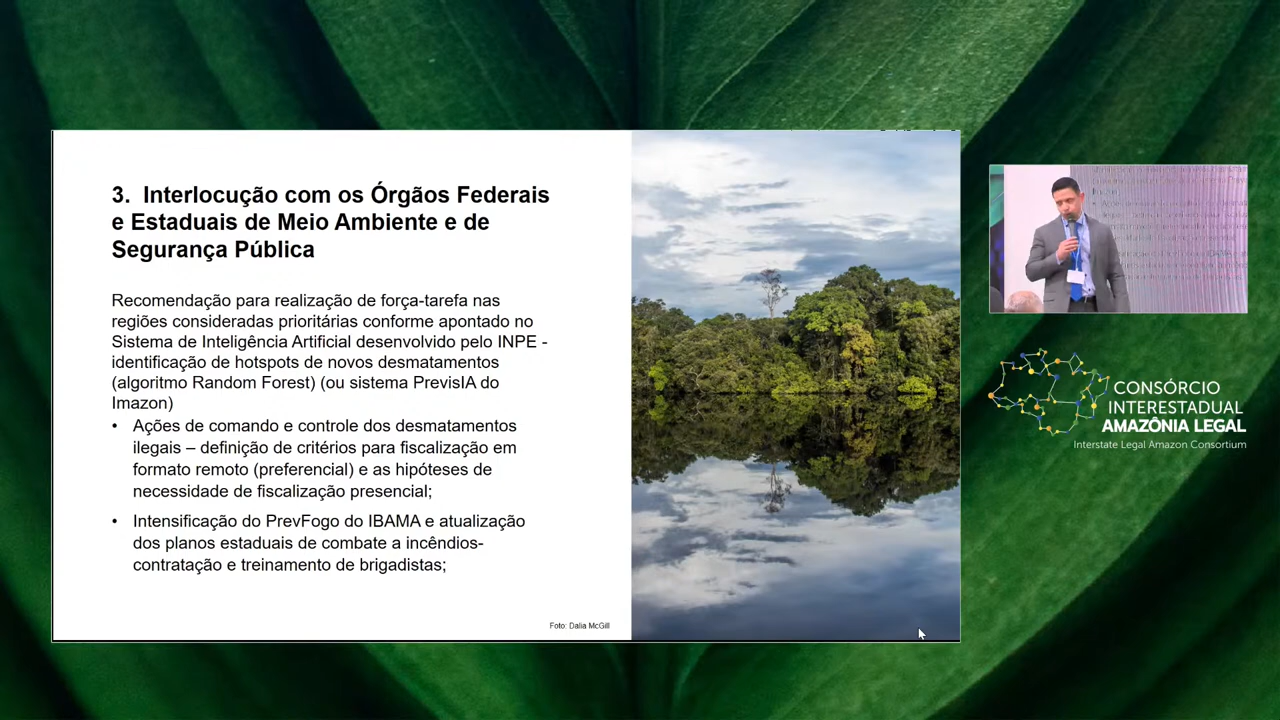 3. Interlocução com os Órgãos Federais
e Estaduais de Meio Ambiente e de
Segurança Pública
Recomendação para realização de força-tarefa nas
regiões consideradas prioritárias conforme apontado no
Sistema de Inteligência Artificial desenvolvido pelo INPE -
identificação de hotspots de novos desmatamentos
(algoritmo Random Forest) (ou sistema PrevisIA do
Imazon)
• Ações de comando e controle dos desmatamentos
ilegais – definição de critérios para fiscalização em
formato remoto (preferencial) e as hipóteses de
necessidade de fiscalização presencial;
• Intensificação do PrevFogo do IBAMA e atualização
dos planos estaduais de combate a incêndios-
contratação e treinamento de brigadistas;
Foto: Dalia McGill
CONSÓRCIO
INTERESTADUAL
AMAZÔNIA LEGAL
Interstate Legal Amazon Consortium